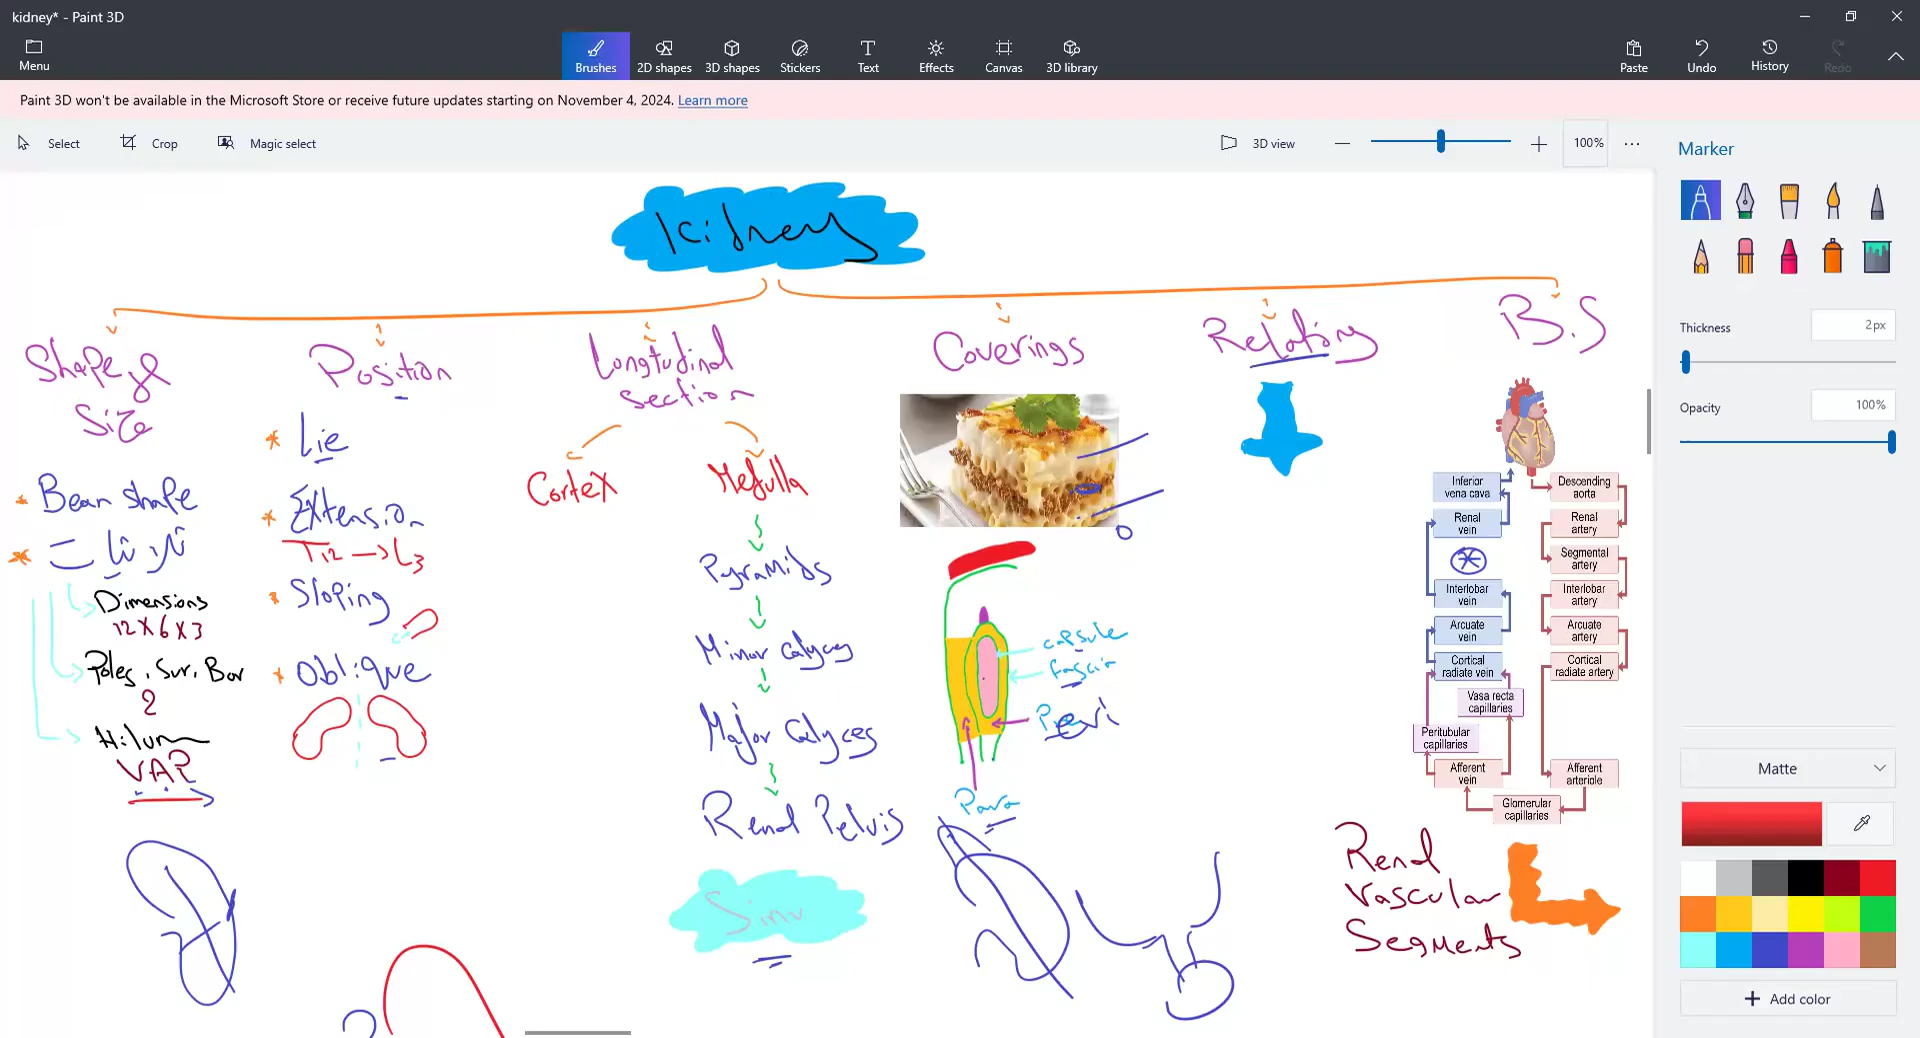 kidney* - Paint 3D
Menu
Brushes
2D shapes
3D shapes
Stickers
Text
Effects
Canvas
3D library
Paste
Undo
History
Redo
Paint 3D won't be available in the Microsoft Store or receive future updates starting on November 4, 2024. Learn more
Select
Crop
Magic select
3D view
100%
Marker
Thickness
2px
Opacity
100%
Matte
Add color
Kidney
Shape &
Size
* Bean shape
Dimensions
12 X 6 X 3
Poles, Sur, Bor
2
Hilum
VAP
Position
* Lie
* Extension
T12 → L3
* Sloping
* Oblique
Longtudinal
Section
Cortex
Medulla
Pyramids
Minor Calyces
Major Calyces
Renal Pelvis
Sinu
Coverings
capsule
fascia
Peri
Para
Relating
B.S
Inferior
vena cava
Renal
vein
Interlobar
vein
Arcuate
vein
Cortical
radiate vein
Vasa recta
capillaries
Peritubular
capillaries
Afferent
vein
Glomerular
capillaries
Descending
aorta
Renal
artery
Segmental
artery
Interlobar
artery
Arcuate
artery
Cortical
radiate artery
Afferent
arteriole
Renal
Vascular
Segments